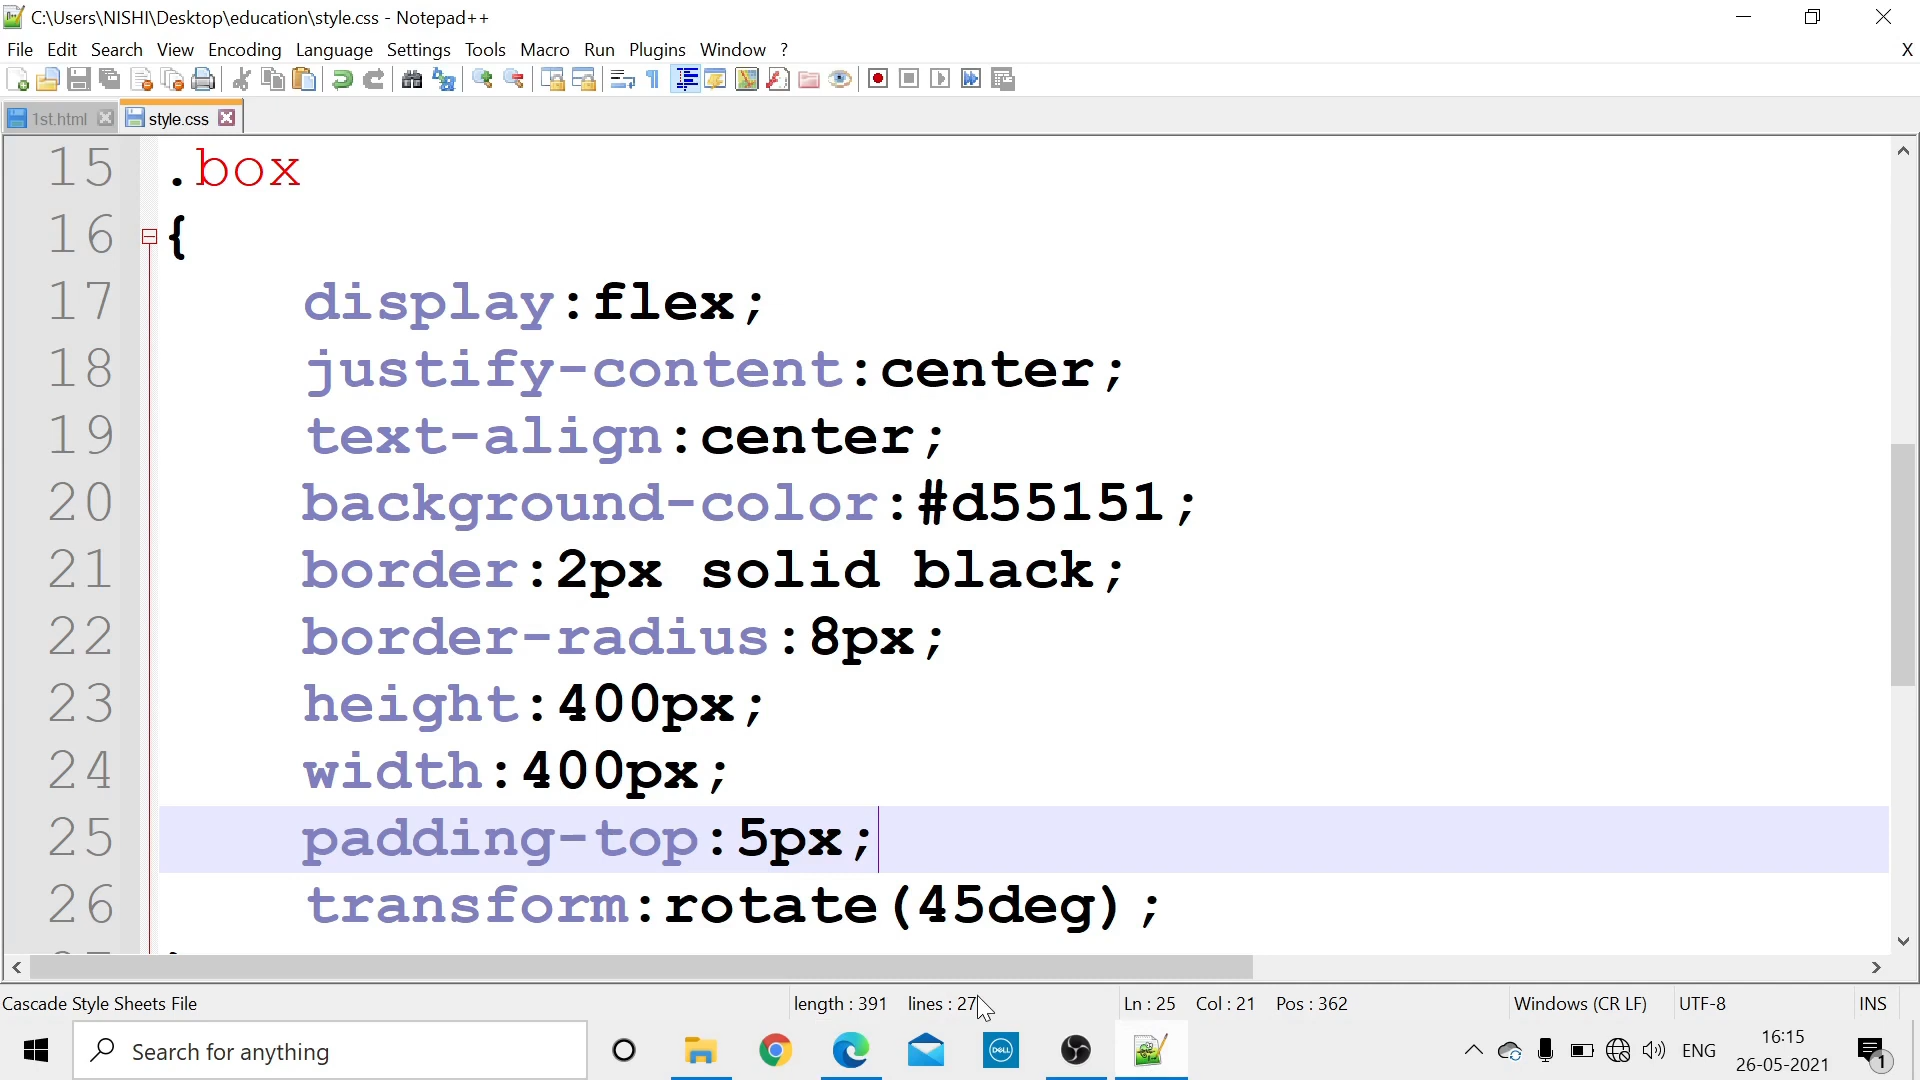 C:\Users\NISHI\Desktop\education\style.css - Notepad++
File Edit Search View Encoding Language Settings Tools Macro Run Plugins Window ? X
1st.html style.css
15 .box
16 {
17 display:flex;
18 justify-content:center;
19 text-align:center;
20 background-color:#d55151;
21 border:2px solid black;
22 border-radius:8px;
23 height:400px;
24 width:400px;
25 padding-top:5px;
26 transform:rotate(45deg);
Cascade Style Sheets File length : 391 lines : 27 Ln : 25 Col : 21 Pos : 362 Windows (CR LF) UTF-8 INS
Search for anything DELL ENG 16:15
26-05-2021 1